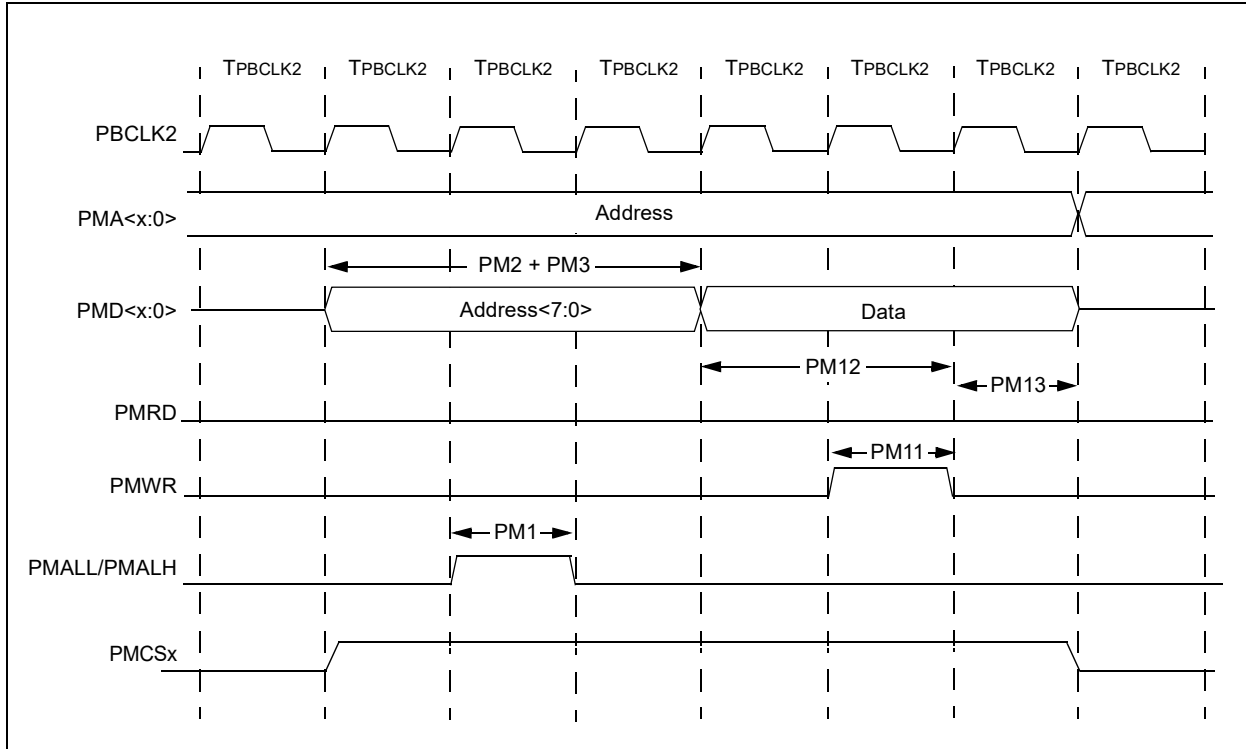 TPBCLK2 TPBCLK2 TPBCLK2 TPBCLK2 TPBCLK2 TPBCLK2 TPBCLK2 TPBCLK2
PBCLK2
PMA<x:0> Address
PM2 + PM3
PMD<x:0> Address<7:0> Data
PM12
PM13
PMRD
PM11
PMWR
PM1
PMALL/PMALH
PMCSx